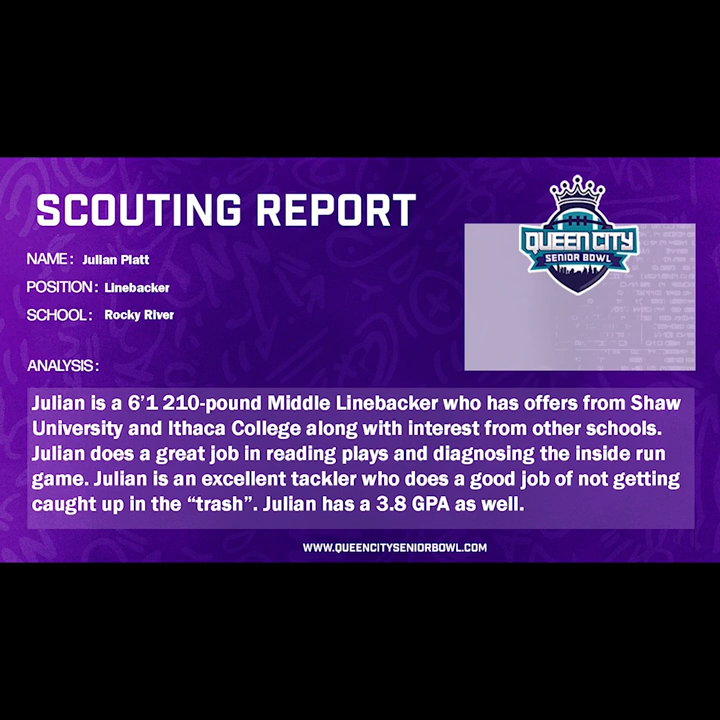 SCOUTING REPORT
QUEEN CITY
SENIOR BOWL
NAME: Julian Platt
POSITION: Linebacker
SCHOOL: Rocky River
ANALYSIS:
Julian is a 6'1 210-pound Middle Linebacker who has offers from Shaw
University and Ithaca College along with interest from other schools.
Julian does a great job in reading plays and diagnosing the inside run
game. Julian is an excellent tackler who does a good job of not getting
caught up in the “trash”. Julian has a 3.8 GPA as well.
WWW.QUEENCITYSENIORBOWL.COM